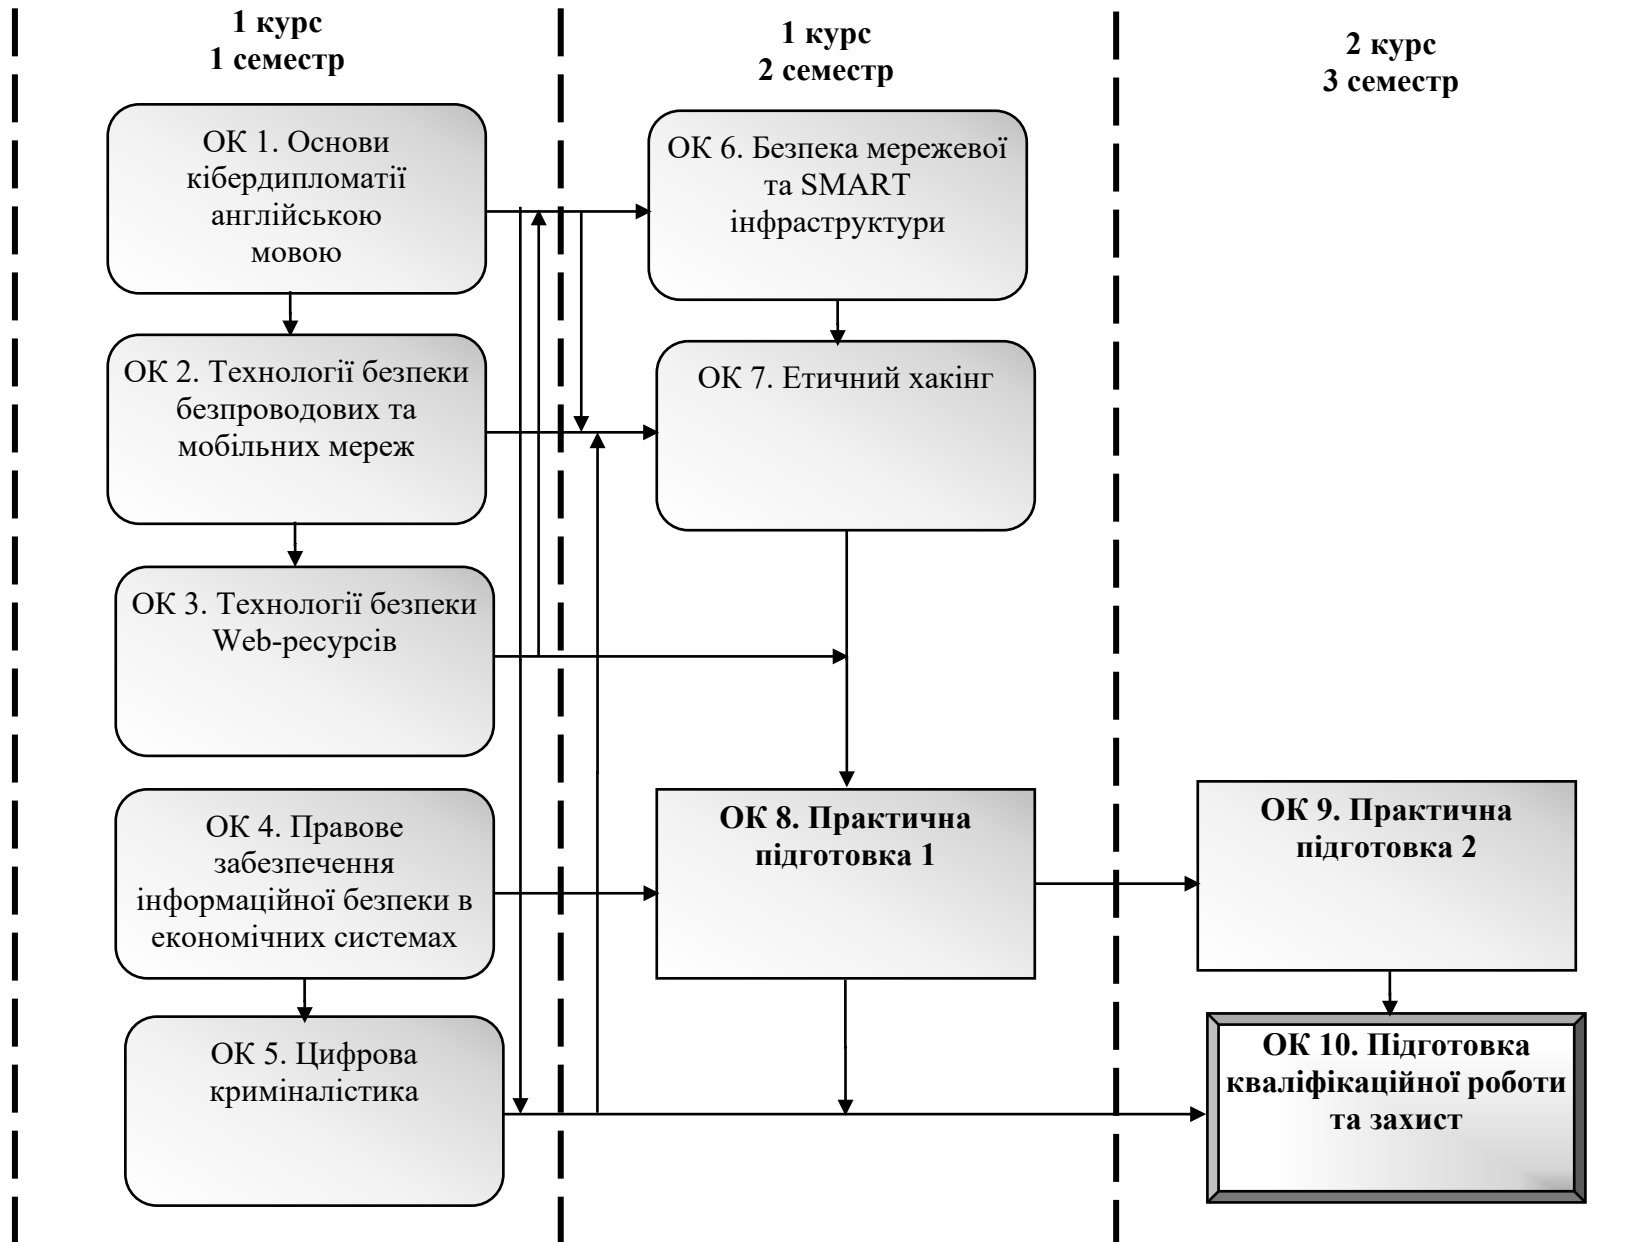 1 курс
1 семестр
1 курс
2 семестр
2 курс
3 семестр
ОК 1. Основи
кібердипломатії
англійською
мовою
ОК 2. Технології безпеки
безпроводових та
мобільних мереж
ОК 3. Технології безпеки
Web-ресурсів
ОК 4. Правове
забезпечення
інформаційної безпеки в
економічних системах
ОК 5. Цифрова
криміналістика
ОК 6. Безпека мережевої
та SMART
інфраструктури
ОК 7. Етичний хакінг
ОК 8. Практична
підготовка 1
ОК 9. Практична
підготовка 2
ОК 10. Підготовка
кваліфікаційної роботи
та захист